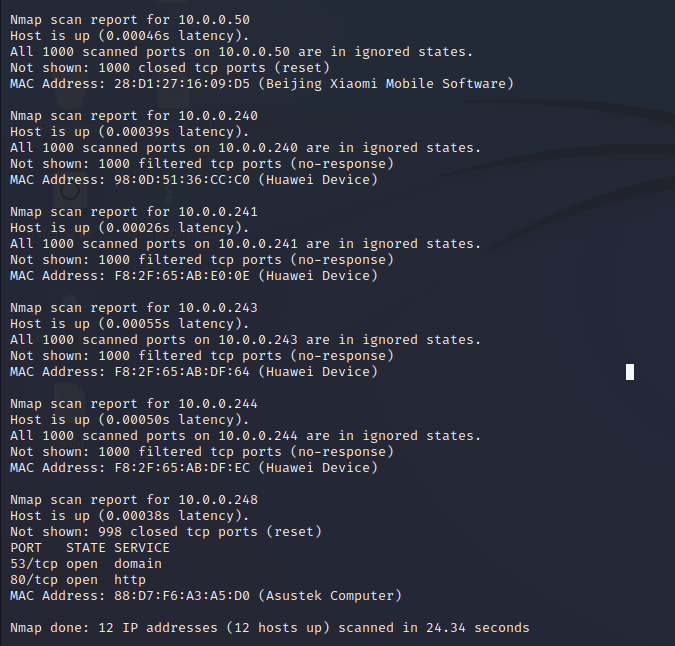 Nmap scan report for 10.0.0.50
Host is up (0.00046s latency).
All 1000 scanned ports on 10.0.0.50 are in ignored states.
Not shown: 1000 closed tcp ports (reset)
MAC Address: 28:D1:27:16:09:D5 (Beijing Xiaomi Mobile Software)
Nmap scan report for 10.0.0.240
Host is up (0.00039s latency).
All 1000 scanned ports on 10.0.0.240 are in ignored states.
Not shown: 1000 filtered tcp ports (no-response)
MAC Address: 98:0D:51:36:CC:C0 (Huawei Device)
Nmap scan report for 10.0.0.241
Host is up (0.00026s latency).
All 1000 scanned ports on 10.0.0.241 are in ignored states.
Not shown: 1000 filtered tcp ports (no-response)
MAC Address: F8:2F:65:AB:E0:0E (Huawei Device)
Nmap scan report for 10.0.0.243
Host is up (0.00055s latency).
All 1000 scanned ports on 10.0.0.243 are in ignored states.
Not shown: 1000 filtered tcp ports (no-response)
MAC Address: F8:2F:65:AB:DF:64 (Huawei Device)
Nmap scan report for 10.0.0.244
Host is up (0.00050s latency).
All 1000 scanned ports on 10.0.0.244 are in ignored states.
Not shown: 1000 filtered tcp ports (no-response)
MAC Address: F8:2F:65:AB:DF:EC (Huawei Device)
Nmap scan report for 10.0.0.248
Host is up (0.00038s latency).
Not shown: 998 closed tcp ports (reset)
PORT   STATE SERVICE
53/tcp open  domain
80/tcp open  http
MAC Address: 88:D7:F6:A3:A5:D0 (Asustek Computer)
Nmap done: 12 IP addresses (12 hosts up) scanned in 24.34 seconds